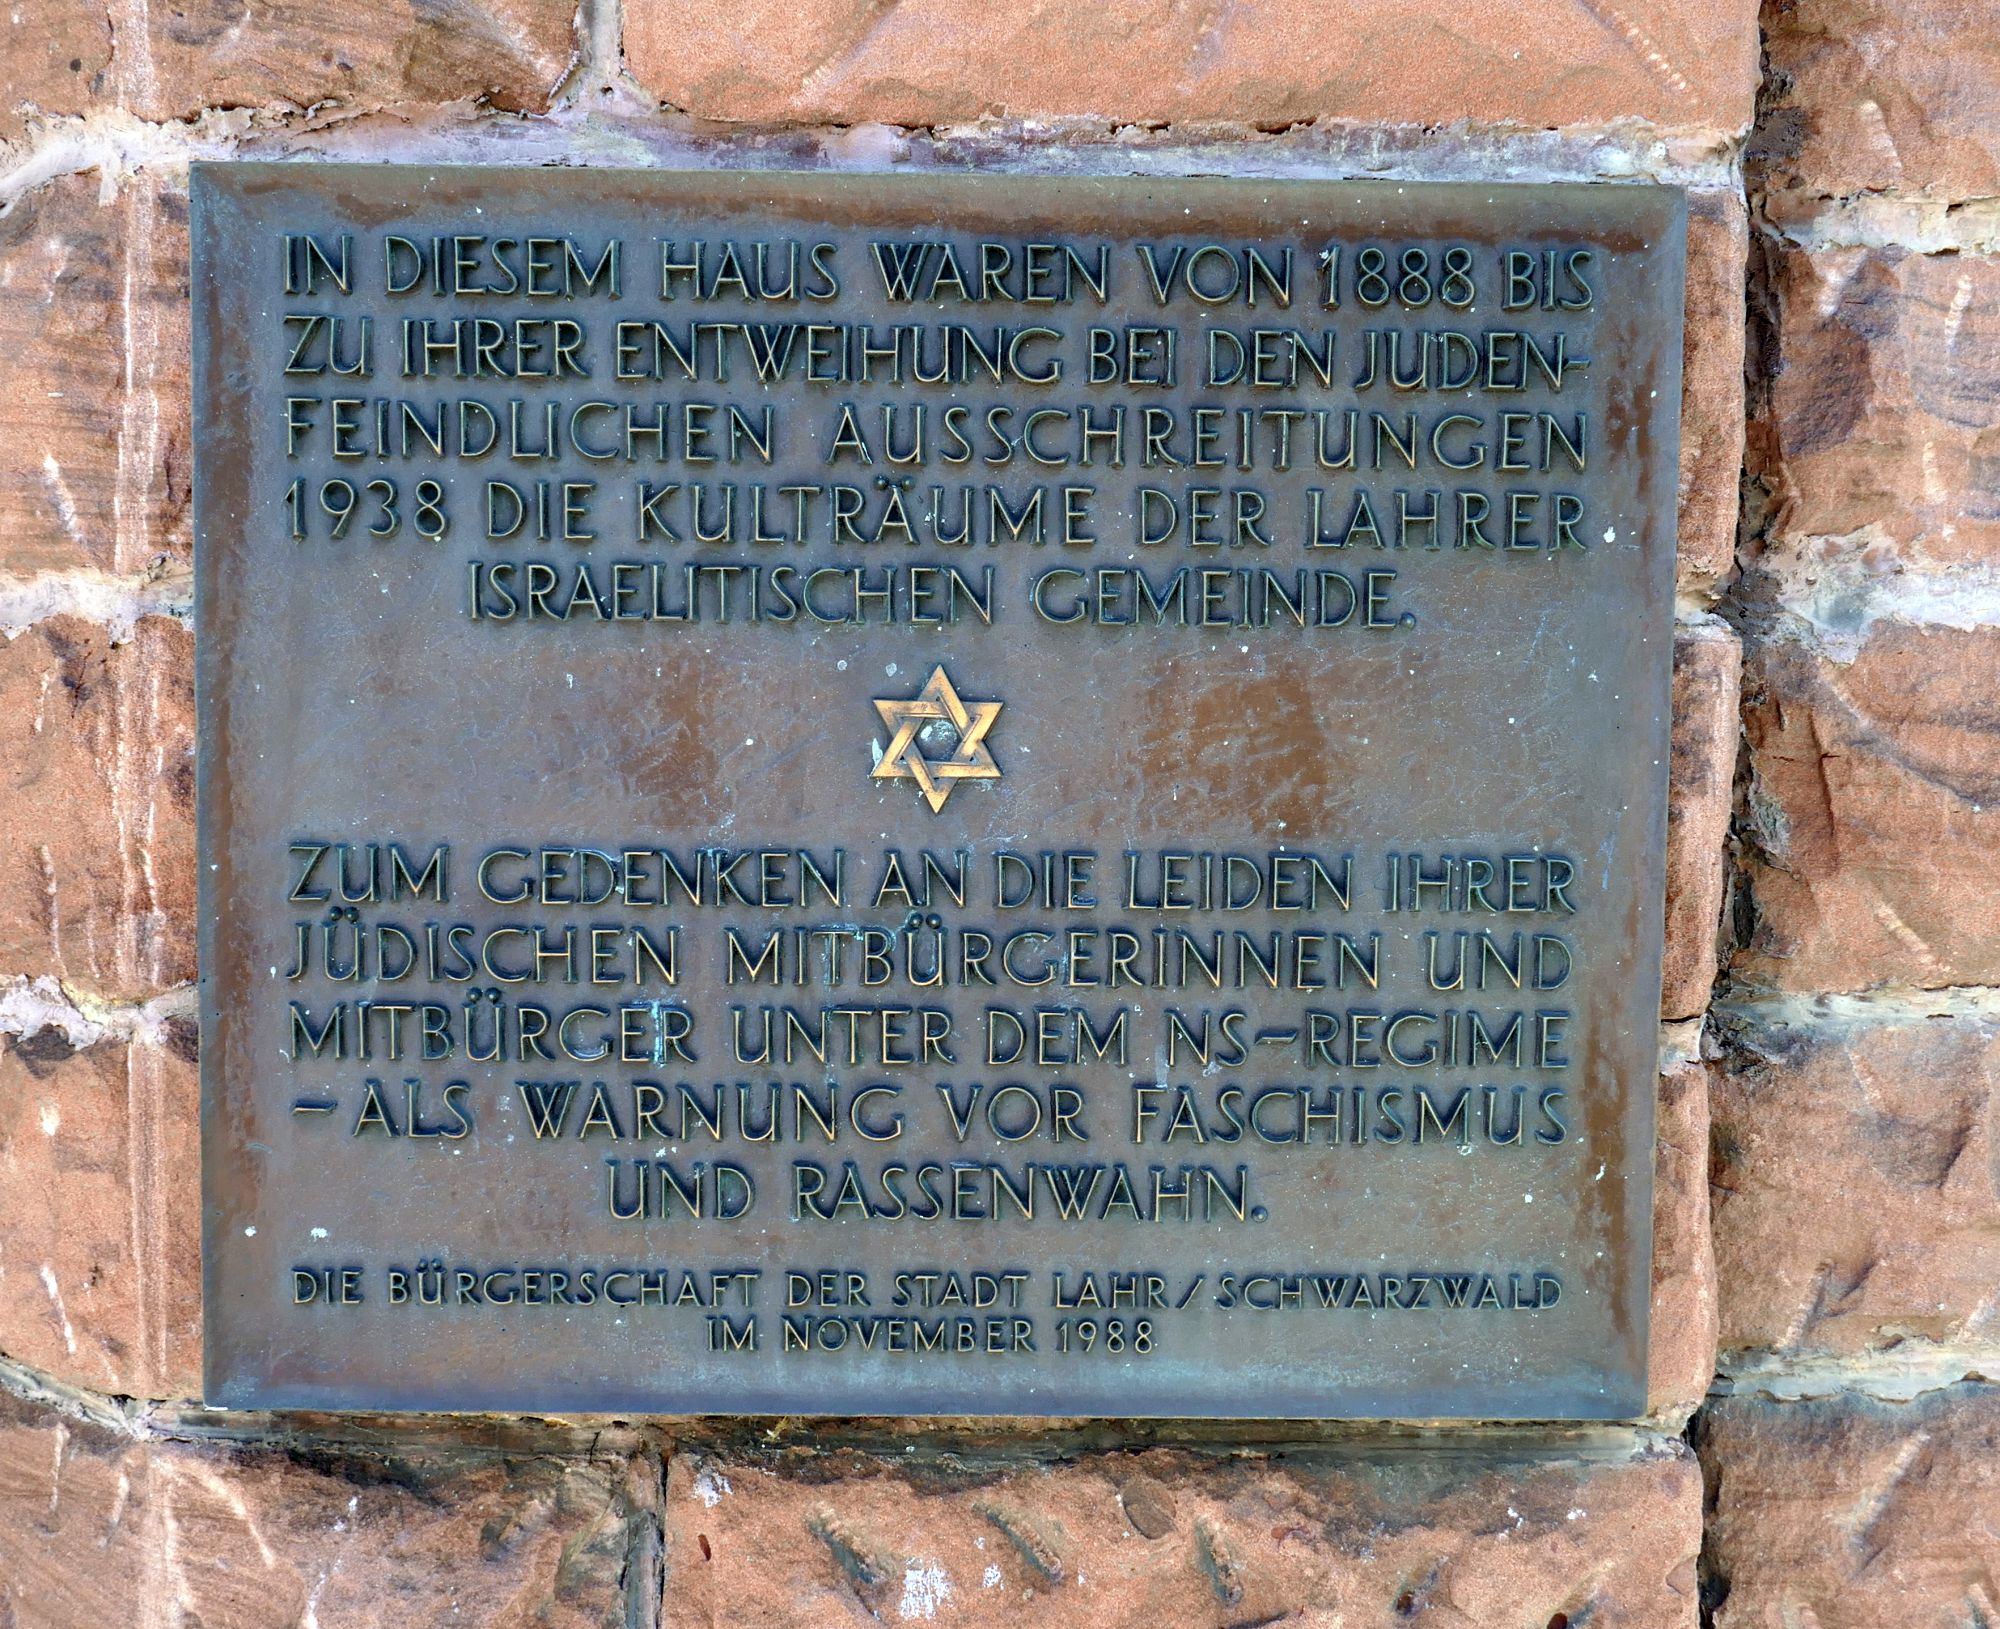 IN DIESEM HAUS WAREN VON 1888 BIS
ZU IHRER ENTWEIHUNG BEI DEN JUDEN-
FEINDLICHEN AUSSCHREITUNGEN
1938 DIE KULTRÄUME DER LAHRER
ISRAELITISCHEN GEMEINDE.
ZUM GEDENKEN AN DIE LEIDEN IHRER
JÜDISCHEN MITBÜRGERINNEN UND
MITBÜRGER UNTER DEM NS-REGIME
-ALS WARNUNG VOR FASCHISMUS
UND RASSENWAHN.
DIE BÜRGERSCHAFT DER STADT LAHR/SCHWARZWALD
IM NOVEMBER 1988